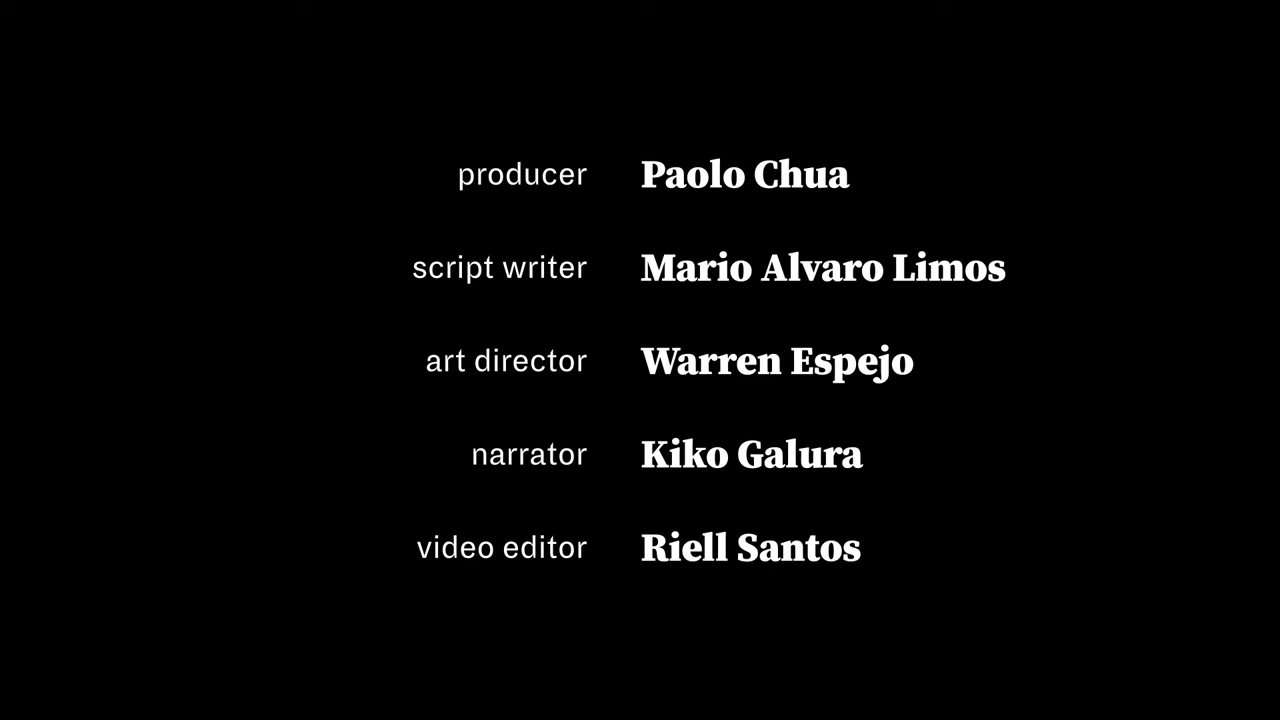 producer Paolo Chua
script writer Mario Alvaro Limos
art director Warren Espejo
narrator Kiko Galura
video editor Riell Santos